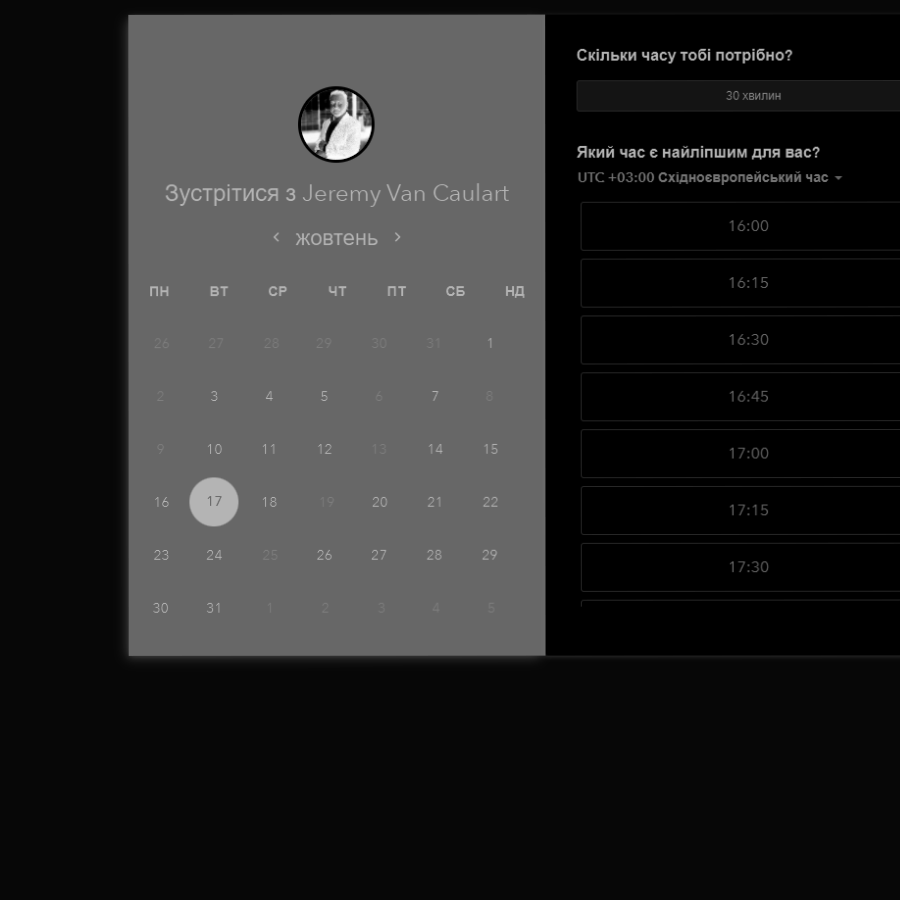 Зустрітися з Jeremy Van Caulart
жовтень
ПН ВТ СР ЧТ ПТ СБ НД
26 27 28 29 30 31 1
2 3 4 5 6 7 8
9 10 11 12 13 14 15
16 17 18 19 20 21 22
23 24 25 26 27 28 29
30 31 1 2 3 4 5
Скільки часу тобі потрібно?
30 хвилин
Який час є найліпшим для вас?
UTC +03:00 Східноєвропейський час
16:00
16:15
16:30
16:45
17:00
17:15
17:30